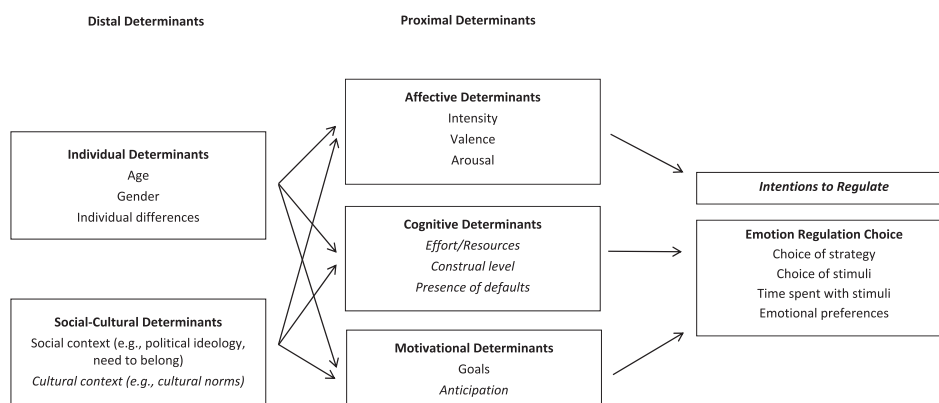 Distal Determinants
Proximal Determinants
Individual Determinants
Age
Gender
Individual differences
Social-Cultural Determinants
Social context (e.g., political ideology,
need to belong)
Cultural context (e.g., cultural norms)
Affective Determinants
Intensity
Valence
Arousal
Cognitive Determinants
Effort/Resources
Construal level
Presence of defaults
Motivational Determinants
Goals
Anticipation
Intentions to Regulate
Emotion Regulation Choice
Choice of strategy
Choice of stimuli
Time spent with stimuli
Emotional preferences